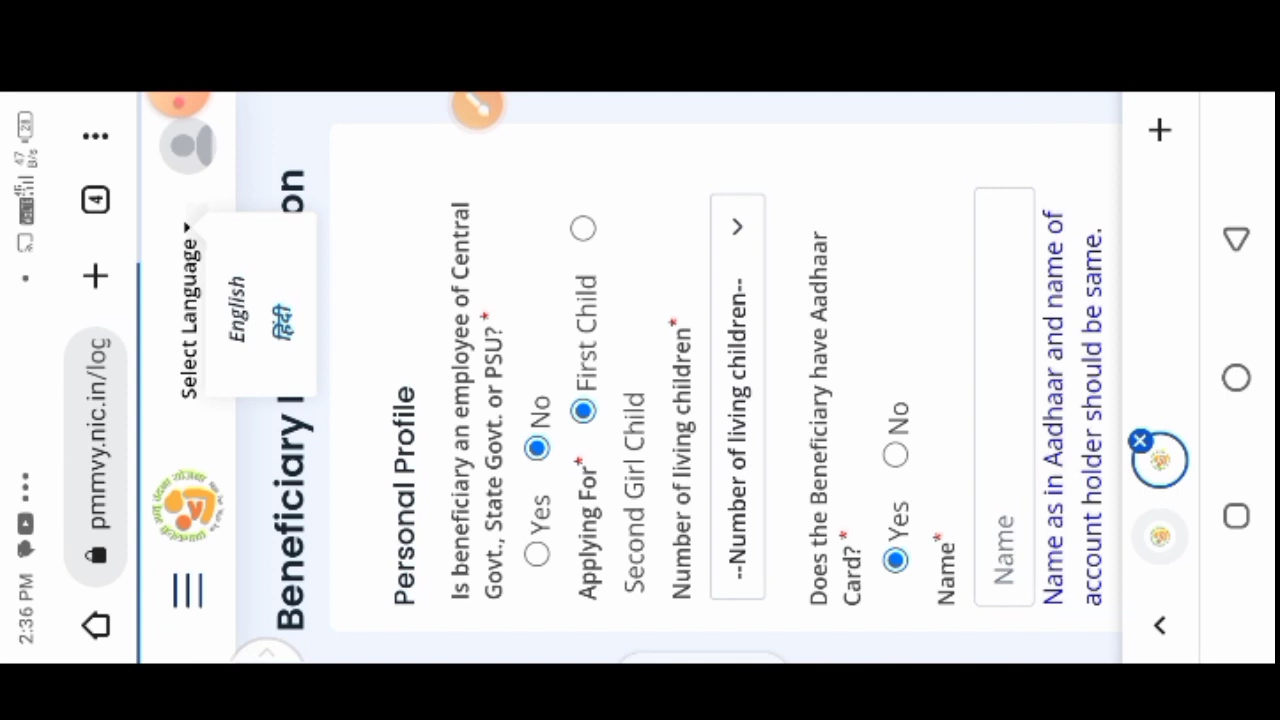 2:36 PM
47
B/s
28
pmmvy.nic.in/log
4
Select Language
English
हिंदी
Beneficiary
on
Personal Profile
Is beneficiary an employee of Central
Govt., State Govt. or PSU?*
Yes No
Applying For* First Child
Second Girl Child
Number of living children*
--Number of living children--
Does the Beneficiary have Aadhaar
Card?*
Yes No
Name*
Name
Name as in Aadhaar and name of
account holder should be same.